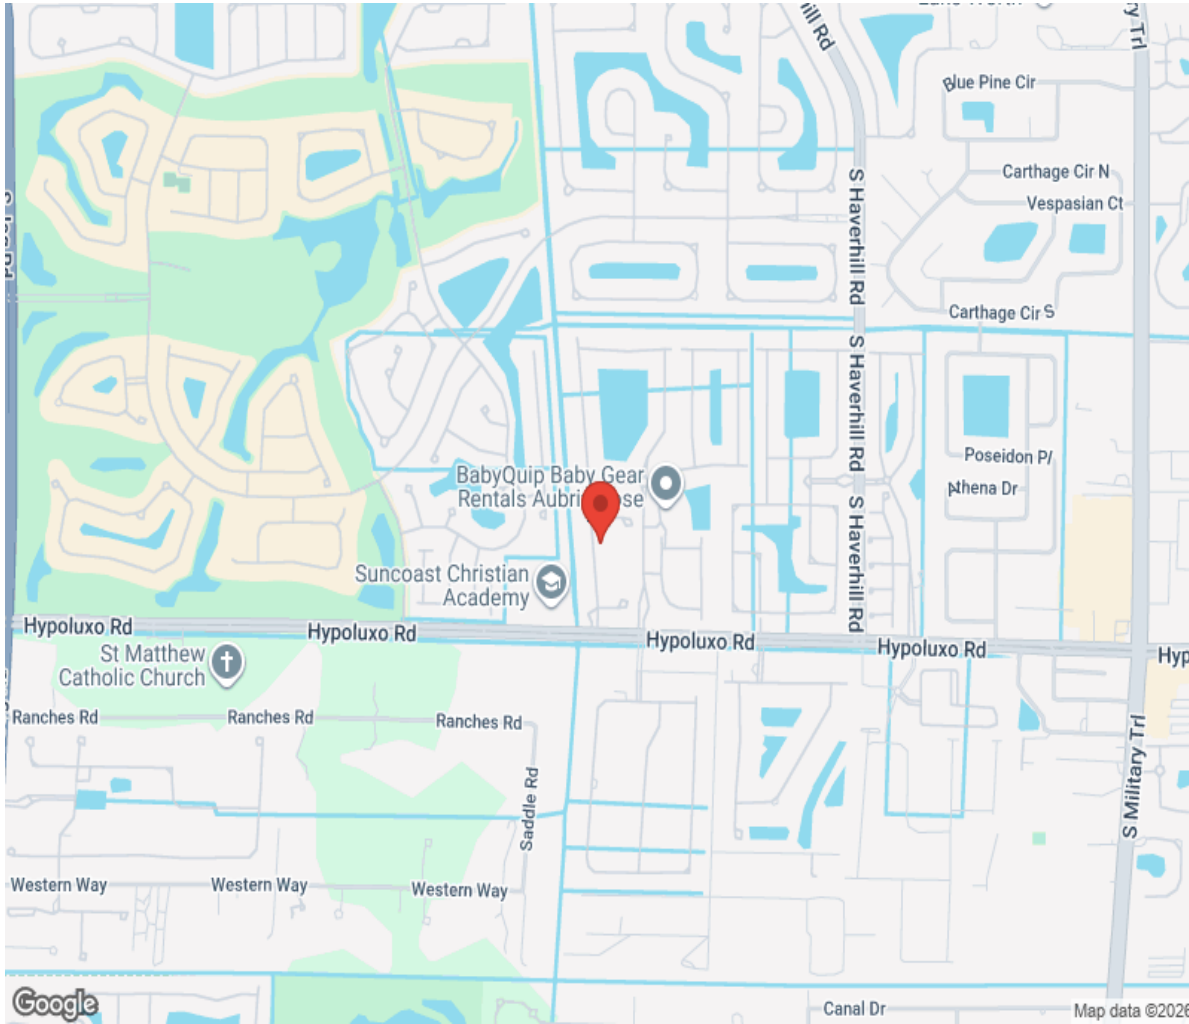 Blue Pine Cir
Carthage Cir N
Vespasian Ct
S Haverhill Rd
Carthage Cir S
S Haverhill Rd
Poseidon Pl
Athena Dr
BabyQuip Baby Gear
Rentals
S Haverhill Rd
Suncoast Christian
Academy
Hypoluxo Rd
Hypoluxo Rd
Hypoluxo Rd
Hypoluxo Rd
St Matthew
Catholic Church
Ranches Rd
Ranches Rd
Ranches Rd
Saddle Rd
S Military Trl
Western Way
Western Way
Western Way
Canal Dr
Google
Map data ©2026